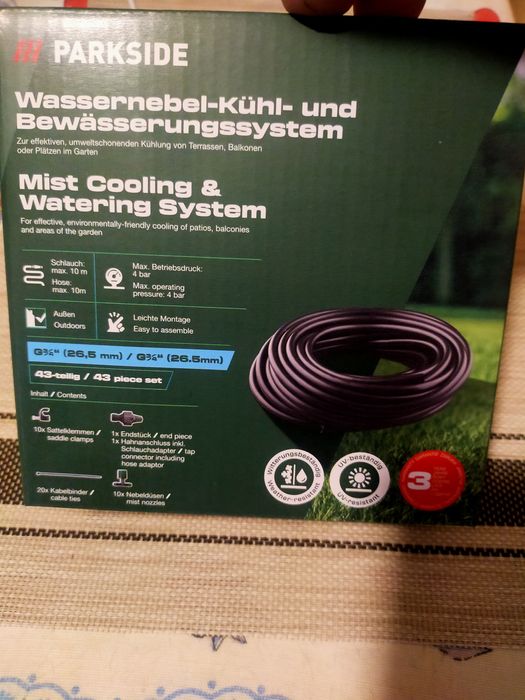 PARKSIDE
Wassernebel-Kühl- und
Bewässerungssystem
Zur effektiven, umweltschonenden Kühlung von Terrassen, Balkonen
oder Plätzen im Garten
Mist Cooling &
Watering System
For effective, environmentally-friendly cooling of patios, balconies
and areas of the garden
Schlauch:
max. 10 m
Hose:
max. 10m
Max. Betriebsdruck:
4 bar
Max. operating
pressure: 4 bar
Außen
Outdoors
Leichte Montage
Easy to assemble
G¾" (26,5 mm) / G¾" (26.5mm)
43-teilig / 43 piece set
Inhalt / Contents
10x Sattelklemmen /
saddle clamps
1x Endstück / end piece
1x Hahnanschluss inkl.
Schlauchadapter / tap
connector including
hose adaptor
20x Kabelbinder /
cable ties
10x Nebeldüsen /
mist nozzles
Witterungsbeständig
Weather-resistant
UV-beständig
UV-resistant
3